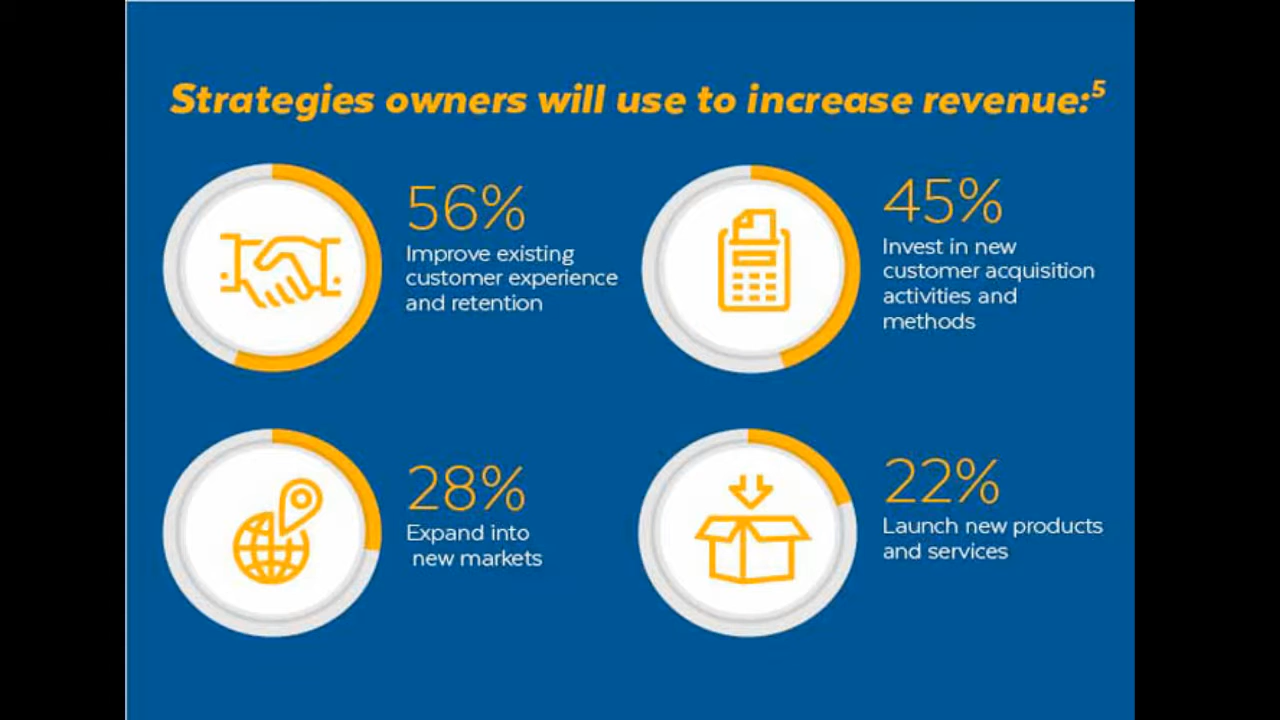 Strategies owners will use to increase revenue:⁵
56%
Improve existing
customer experience
and retention
45%
Invest in new
customer acquisition
activities and
methods
28%
Expand into
new markets
22%
Launch new products
and services